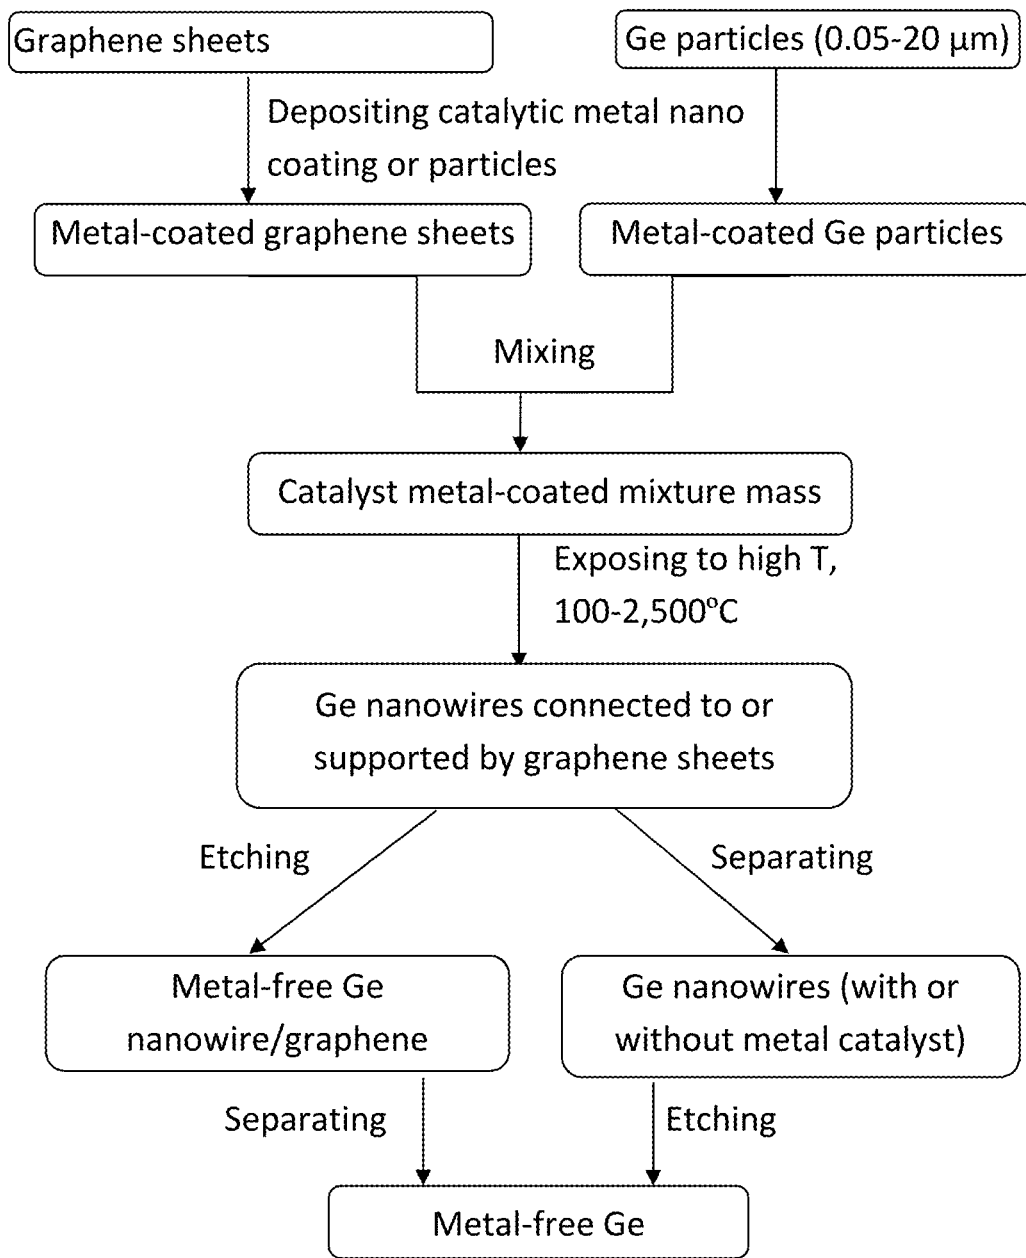 Graphene sheets
Ge particles (0.05-20 µm)
Depositing catalytic metal nano
coating or particles
Metal-coated graphene sheets
Metal-coated Ge particles
Mixing
Catalyst metal-coated mixture mass
Exposing to high T,
100-2,500°C
Ge nanowires connected to or
supported by graphene sheets
Etching
Separating
Metal-free Ge
nanowire/graphene
Ge nanowires (with or
without metal catalyst)
Separating
Etching
Metal-free Ge